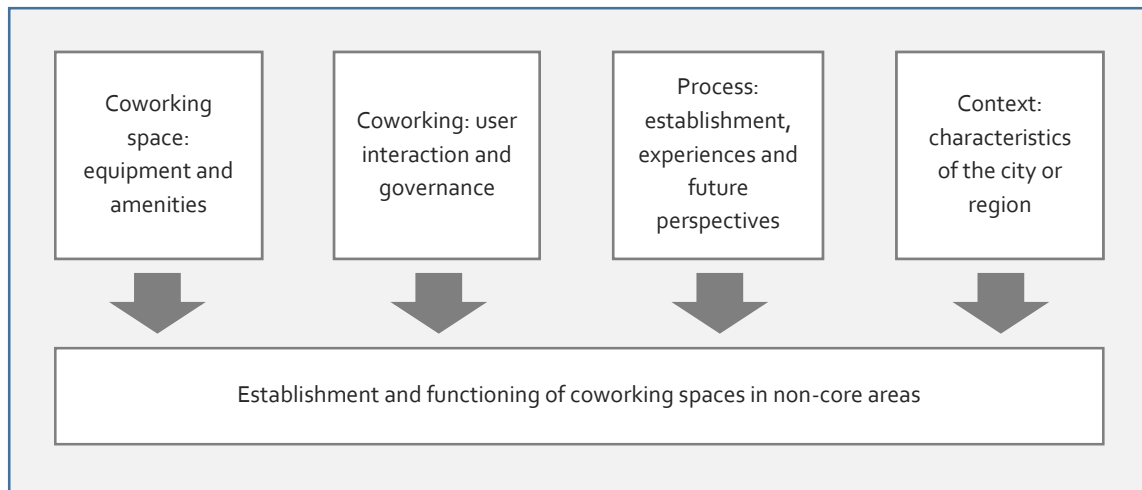 Coworking
space:
equipment and
amenities
Coworking: user
interaction and
governance
Process:
establishment,
experiences and
future
perspectives
Context:
characteristics
of the city or
region
Establishment and functioning of coworking spaces in non-core areas